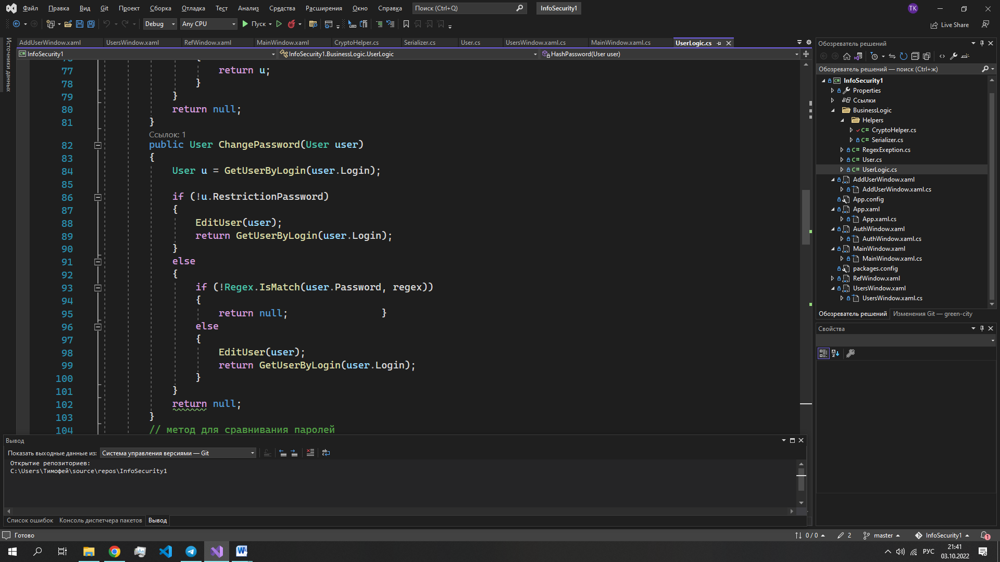 Файл Правка Вид Git Проект Сборка Отладка Тест Анализ Средства Расширения Окно Справка Поиск (Ctrl+Q) InfoSecurity1 ТК
Debug Any CPU Пуск Live Share
Источники данных
AddUserWindow.xaml UsersWindow.xaml RefWindow.xaml MainWindow.xaml CryptoHelper.cs Serializer.cs User.cs UsersWindow.xaml.cs MainWindow.xaml.cs UserLogic.cs
InfoSecurity1 InfoSecurity1.BusinessLogic.UserLogic HashPassword(User user)
76 {
77 return u;
78 }
79 }
80 return null;
81 }
Ссылок: 1
82 public User ChangePassword(User user)
83 {
84 User u = GetUserByLogin(user.Login);
85
86 if (!u.RestrictionPassword)
87 {
88 EditUser(user);
89 return GetUserByLogin(user.Login);
90 }
91 else
92 {
93 if (!Regex.IsMatch(user.Password, regex))
94 {
95 return null; }
96 else
97 {
98 EditUser(user);
99 return GetUserByLogin(user.Login);
100 }
101 }
102 return null;
103 }
104 // метод для сравнивания паролей
Обозреватель решений
Обозреватель решений — поиск (Ctrl+ж)
InfoSecurity1
Properties
Ссылки
BusinessLogic
Helpers
CryptoHelper.cs
Serializer.cs
RegexExeption.cs
User.cs
UserLogic.cs
AddUserWindow.xaml
AddUserWindow.xaml.cs
App.config
App.xaml
App.xaml.cs
AuthWindow.xaml
AuthWindow.xaml.cs
MainWindow.xaml
MainWindow.xaml.cs
packages.config
RefWindow.xaml
UsersWindow.xaml
UsersWindow.xaml.cs
Обозреватель решений Изменения Git — green-city
Свойства
Вывод
Показать выходные данные из: Система управления версиями — Git
Открытие репозиториев:
C:\Users\Тимофей\source\repos\InfoSecurity1
Список ошибок Консоль диспетчера пакетов Вывод
Готово 0 / 0 2 master InfoSecurity1 1
РУС 21:41
03.10.2022